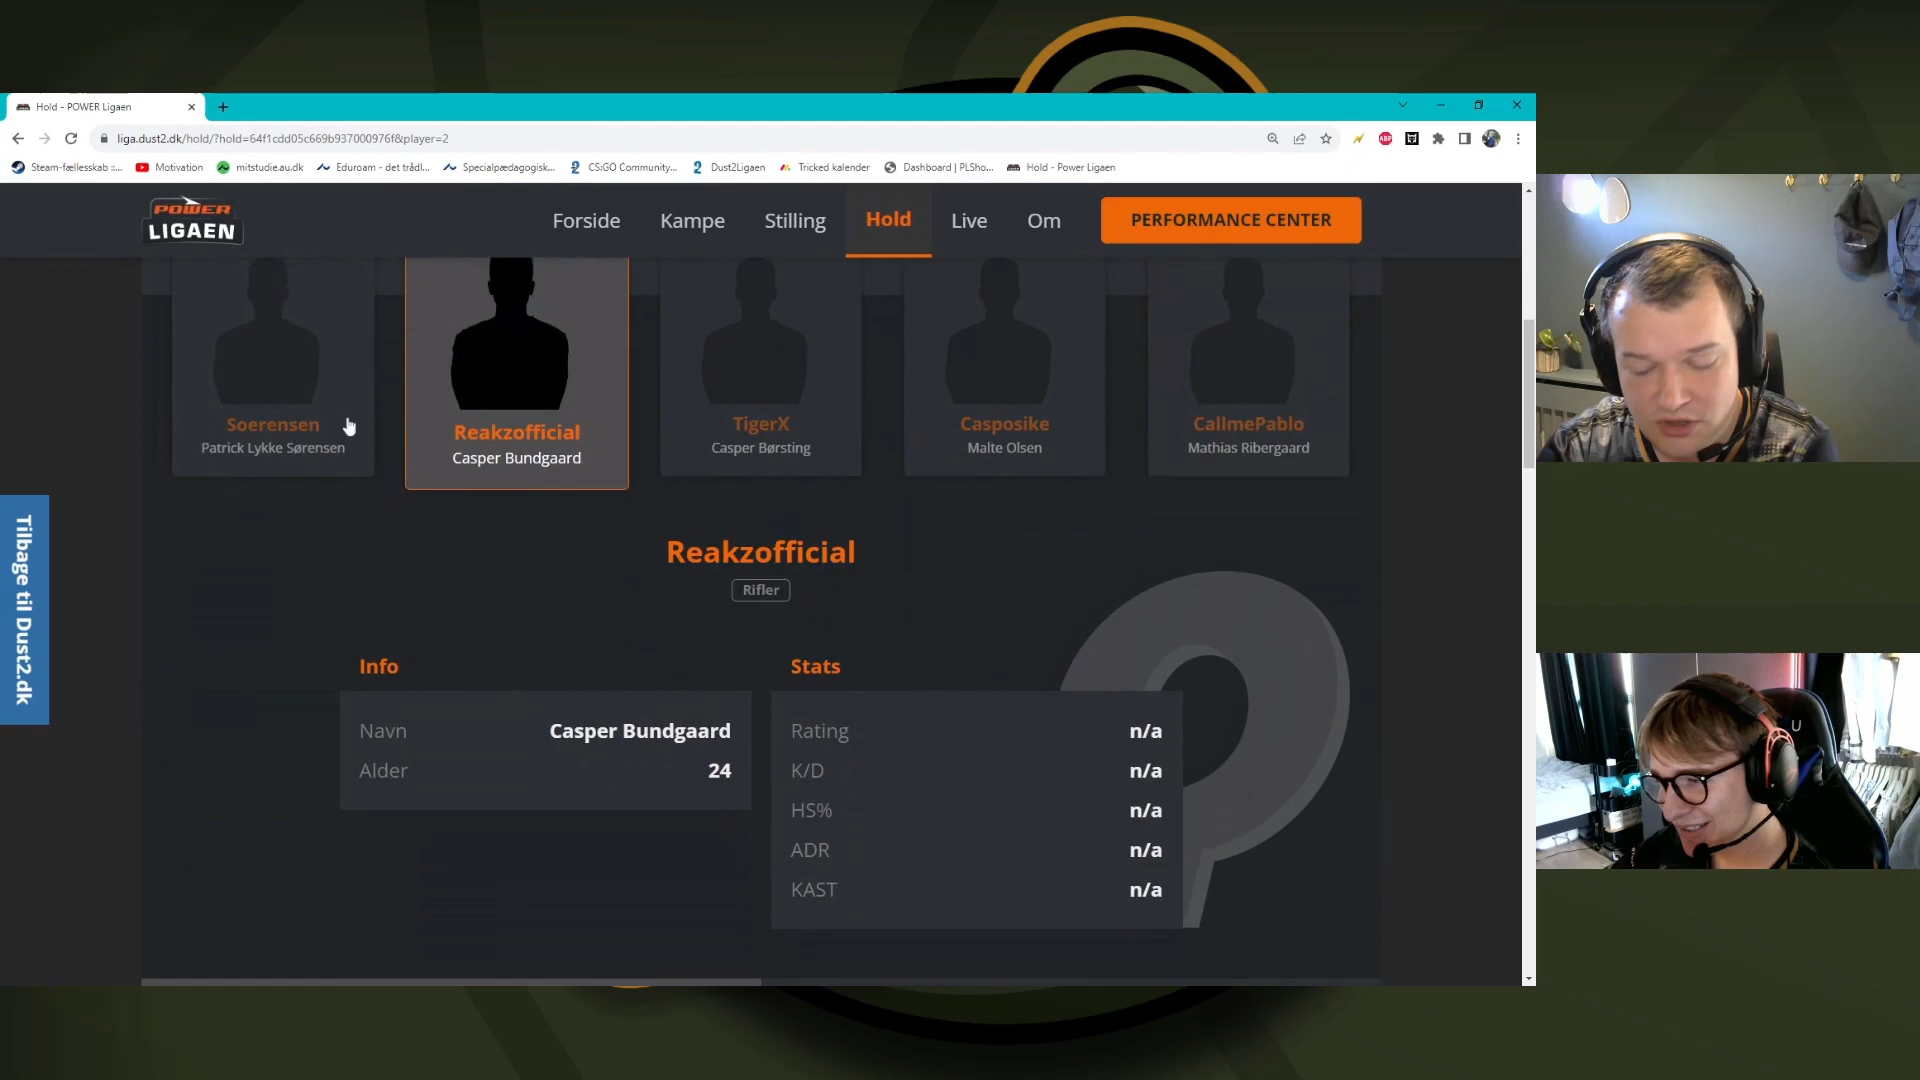 Hold - POWER Ligaen
liga.dust2.dk/hold/?hold=64f1cdd05c669b937000976f&player=2
ABP
Steam-fællesskab ::... Motivation mitstudie.au.dk Eduroam - det trådl... Specialpædagogisk... CS:GO Community... Dust2Ligaen Tricked kalender Dashboard | PLSho... Hold - Power Ligaen
POWER
LIGAEN
Forside Kampe Stilling Hold Live Om PERFORMANCE CENTER
Soerensen
Patrick Lykke Sørensen
Reakzofficial
Casper Bundgaard
TigerX
Casper Børsting
Casposike
Malte Olsen
CallmePablo
Mathias Ribergaard
Tilbage til Dust2.dk
Reakzofficial
Rifler
Info
Navn Casper Bundgaard
Alder 24
Stats
Rating n/a
K/D n/a
HS% n/a
ADR n/a
KAST n/a